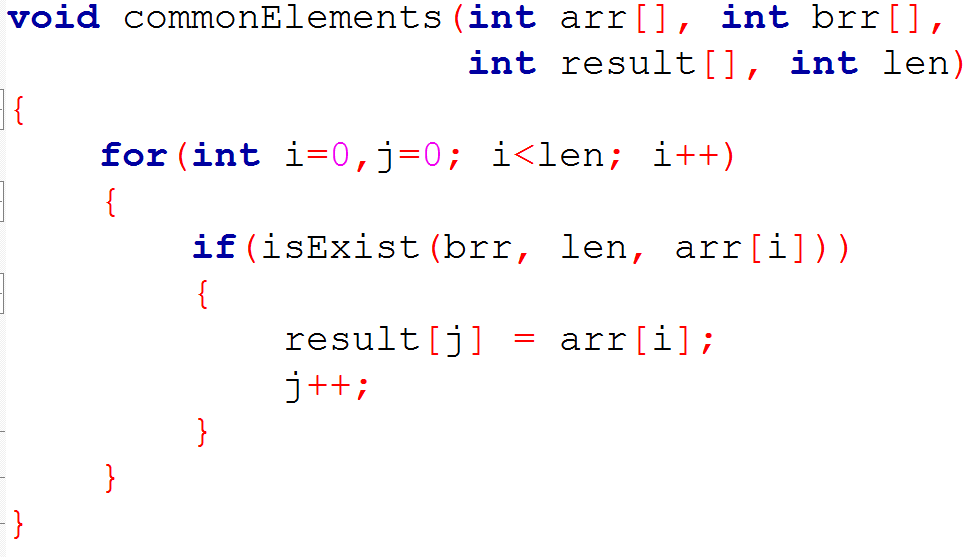 void commonElements(int arr[], int brr[],
                    int result[], int len)
{
    for(int i=0,j=0; i<len; i++)
    {
        if(isExist(brr, len, arr[i]))
        {
            result[j] = arr[i];
            j++;
        }
    }
}